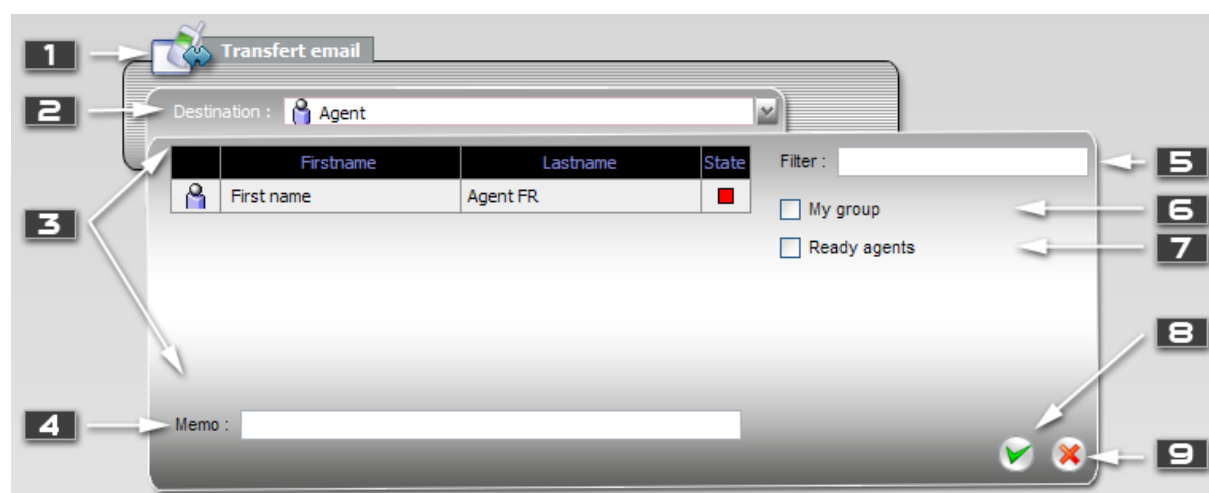 1
Transfert email
2
Destination : Agent
Firstname Lastname State
Filter :
5
First name Agent FR
My group
6
3
Ready agents
7
8
4
Memo :
9